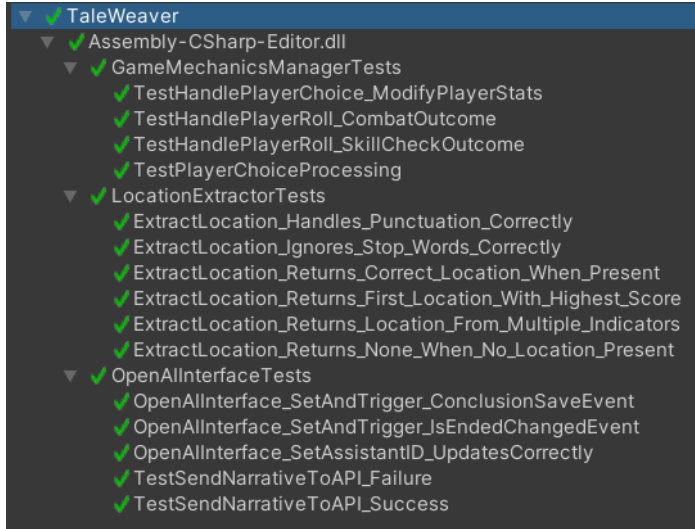 TaleWeaver
Assembly-CSharp-Editor.dll
GameMechanicsManagerTests
TestHandlePlayerChoice_ModifyPlayerStats
TestHandlePlayerRoll_CombatOutcome
TestHandlePlayerRoll_SkillCheckOutcome
TestPlayerChoiceProcessing
LocationExtractorTests
ExtractLocation_Handles_Punctuation_Correctly
ExtractLocation_Ignores_Stop_Words_Correctly
ExtractLocation_Returns_Correct_Location_When_Present
ExtractLocation_Returns_First_Location_With_Highest_Score
ExtractLocation_Returns_Location_From_Multiple_Indicators
ExtractLocation_Returns_None_When_No_Location_Present
OpenAIInterfaceTests
OpenAIInterface_SetAndTrigger_ConclusionSaveEvent
OpenAIInterface_SetAndTrigger_IsEndedChangedEvent
OpenAIInterface_SetAssistantID_UpdatesCorrectly
TestSendNarrativeToAPI_Failure
TestSendNarrativeToAPI_Success